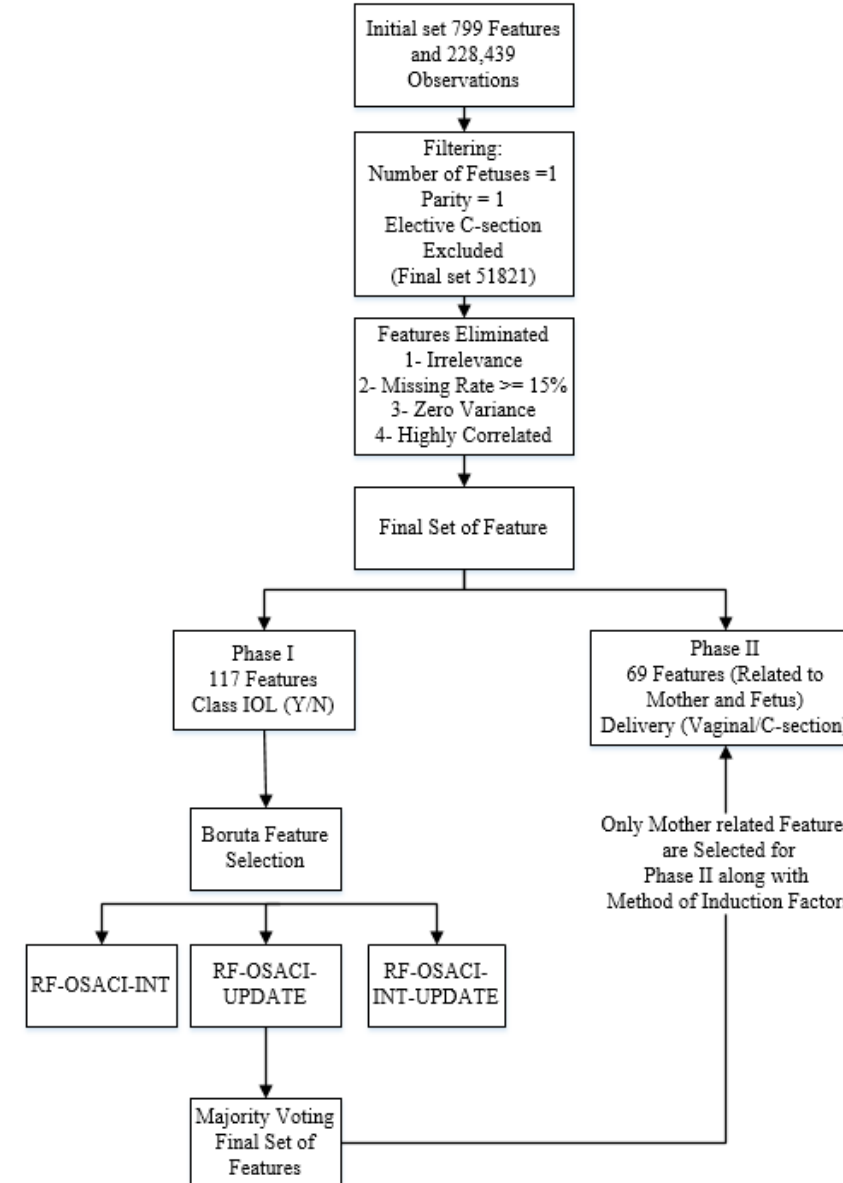 Initial set 799 Features
and 228,439
Observations
Filtering:
Number of Fetuses =1
Parity = 1
Elective C-section
Excluded
(Final set 51821)
Features Eliminated
1- Irrelevance
2- Missing Rate >= 15%
3- Zero Variance
4- Highly Correlated
Final Set of Feature
Phase I
117 Features
Class IOL (Y/N)
Phase II
69 Features (Related to
Mother and Fetus)
Delivery (Vaginal/C-section)
Boruta Feature
Selection
Only Mother related Feature
are Selected for
Phase II along with
Method of Induction Factor
RF-OSACI-INT
RF-OSACI-
UPDATE
RF-OSACI-
INT-UPDATE
Majority Voting
Final Set of
Features